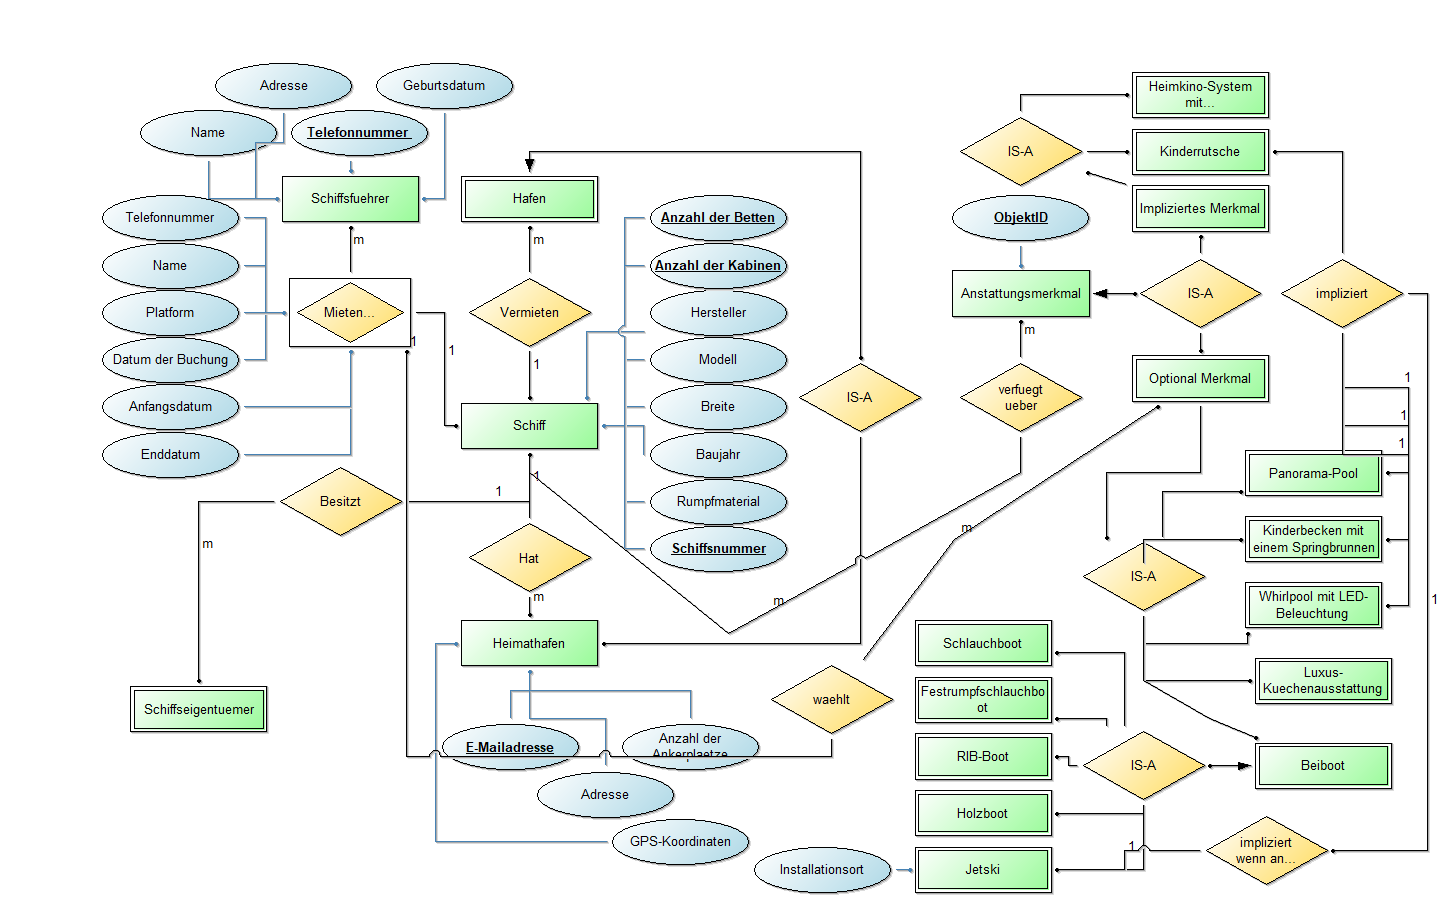 Adresse
Geburtsdatum
Name
Telefonnummer
Schiffsfuehrer
Hafen
Telefonnummer
Name
Platform
Datum der Buchung
Anfangsdatum
Enddatum
m
Mieten...
1
1
m
Vermieten
1
Schiff
Anzahl der Betten
Anzahl der Kabinen
Hersteller
Modell
Breite
Baujahr
Rumpfmaterial
Schiffsnummer
IS-A
Besitzt
1
1
m
Hat
m
Heimathafen
Schiffseigentuemer
E-Mailadresse
Anzahl der
Ankerplaetze
Adresse
GPS-Koordinaten
m
waehlt
m
Heimkino-System
mit...
IS-A
Kinderrutsche
Impliziertes Merkmal
ObjektID
Anstattungsmerkmal
IS-A
impliziert
m
verfuegt
ueber
Optional Merkmal
1
1
1
Panorama-Pool
Kinderbecken mit
einem Springbrunnen
IS-A
Whirlpool mit LED-
Beleuchtung
1
Luxus-
Kuechenausstattung
Schlauchboot
Festrumpfschlauchbo
ot
RIB-Boot
IS-A
Beiboot
Holzboot
1
impliziert
wenn an...
Installationsort
Jetski